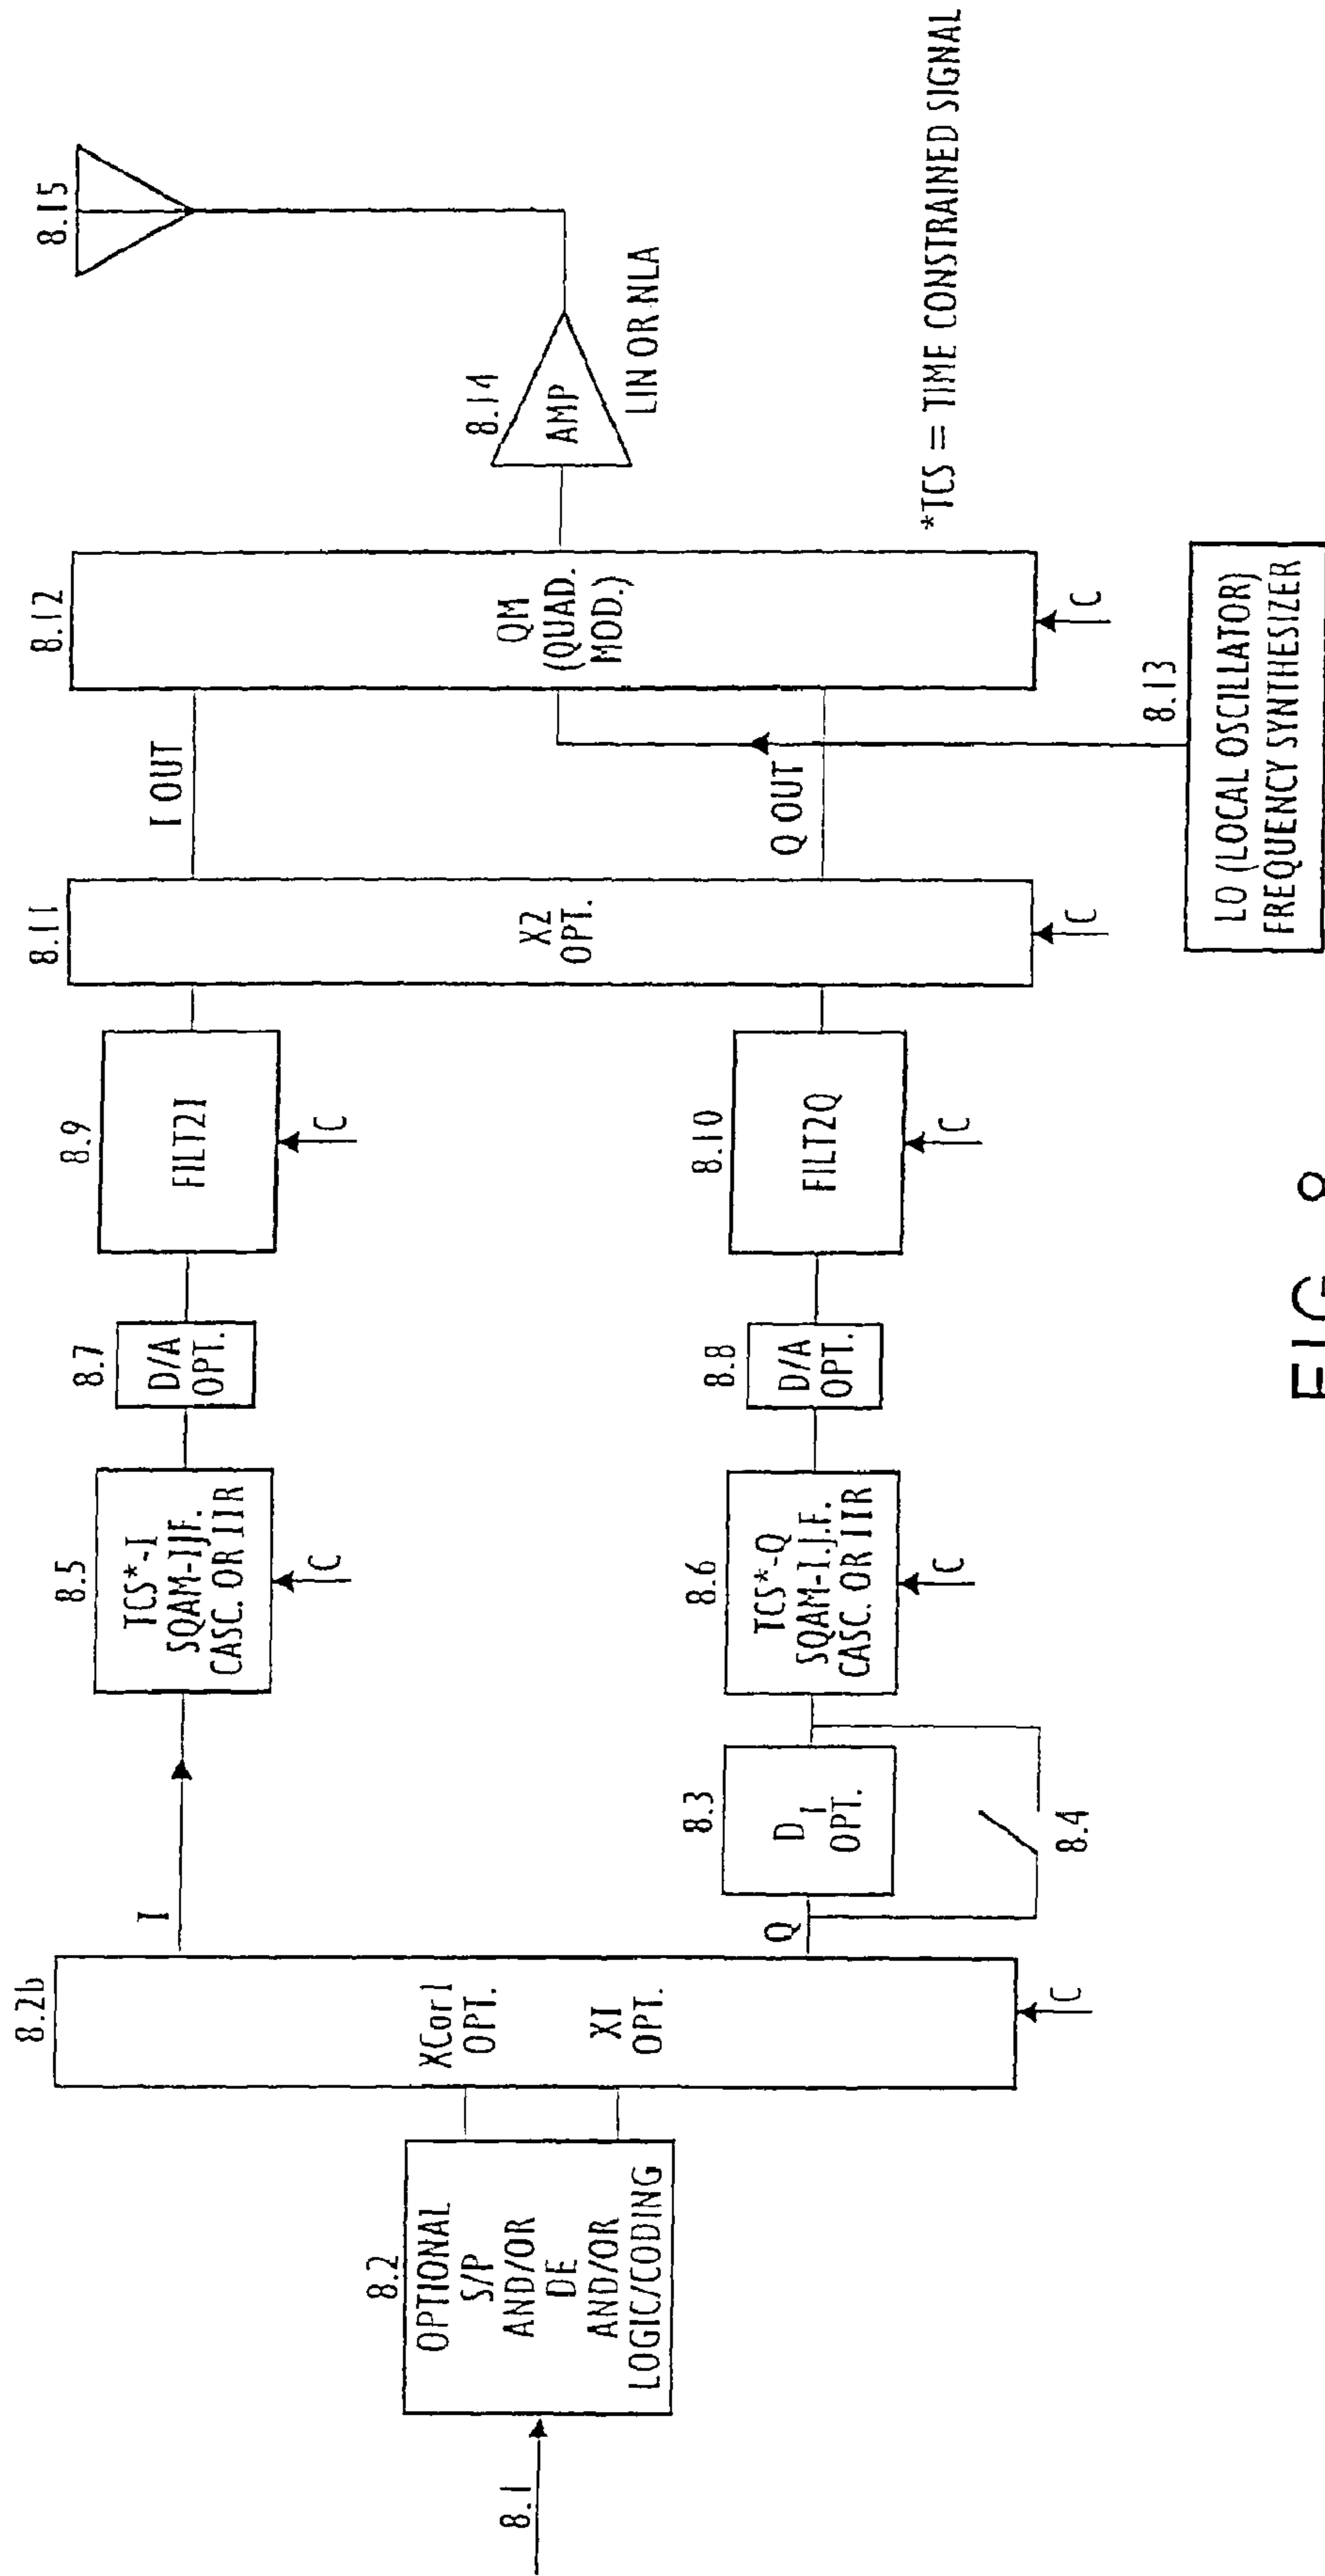 8.1
8.2
OPTIONAL
S/P
AND/OR
DE
AND/OR
LOGIC/CODING
8.2b
XCor1
OPT.
X1
OPT.
C
I
Q
8.3
D1
OPT.
8.4
8.5
TCS*-I
SQAM-IJF.
CASC. OR IIR
C
8.6
TCS*-Q
SQAM-I.J.F.
CASC. OR IIR
C
8.7
D/A
OPT.
8.8
D/A
OPT.
8.9
FILT2I
C
8.10
FILT2Q
C
8.11
X2
OPT.
C
I OUT
Q OUT
8.12
QM
(QUAD.
MOD.)
C
8.13
LO (LOCAL OSCILLATOR)
FREQUENCY SYNTHESIZER
8.14
AMP
LIN OR NLA
8.15
*TCS = TIME CONSTRAINED SIGNAL
FIG. 8